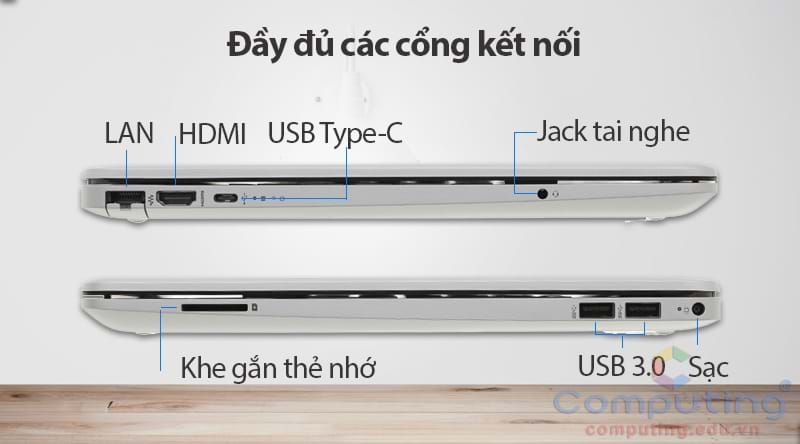 Đầy đủ các cổng kết nối
LAN HDMI USB Type-C Jack tai nghe
Khe gắn thẻ nhớ USB 3.0 Sạc
Computing®
computing.edu.vn